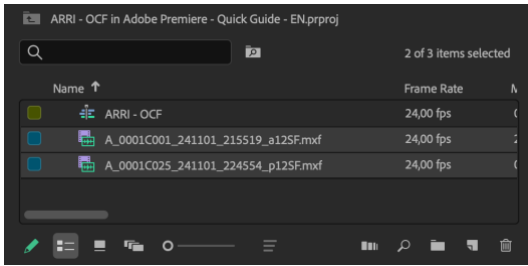 ARRI - OCF in Adobe Premiere - Quick Guide - EN.prproj
2 of 3 items selected
Name Frame Rate
ARRI - OCF 24,00 fps
A_0001C001_241101_215519_a12SF.mxf 24,00 fps
A_0001C025_241101_224554_p12SF.mxf 24,00 fps